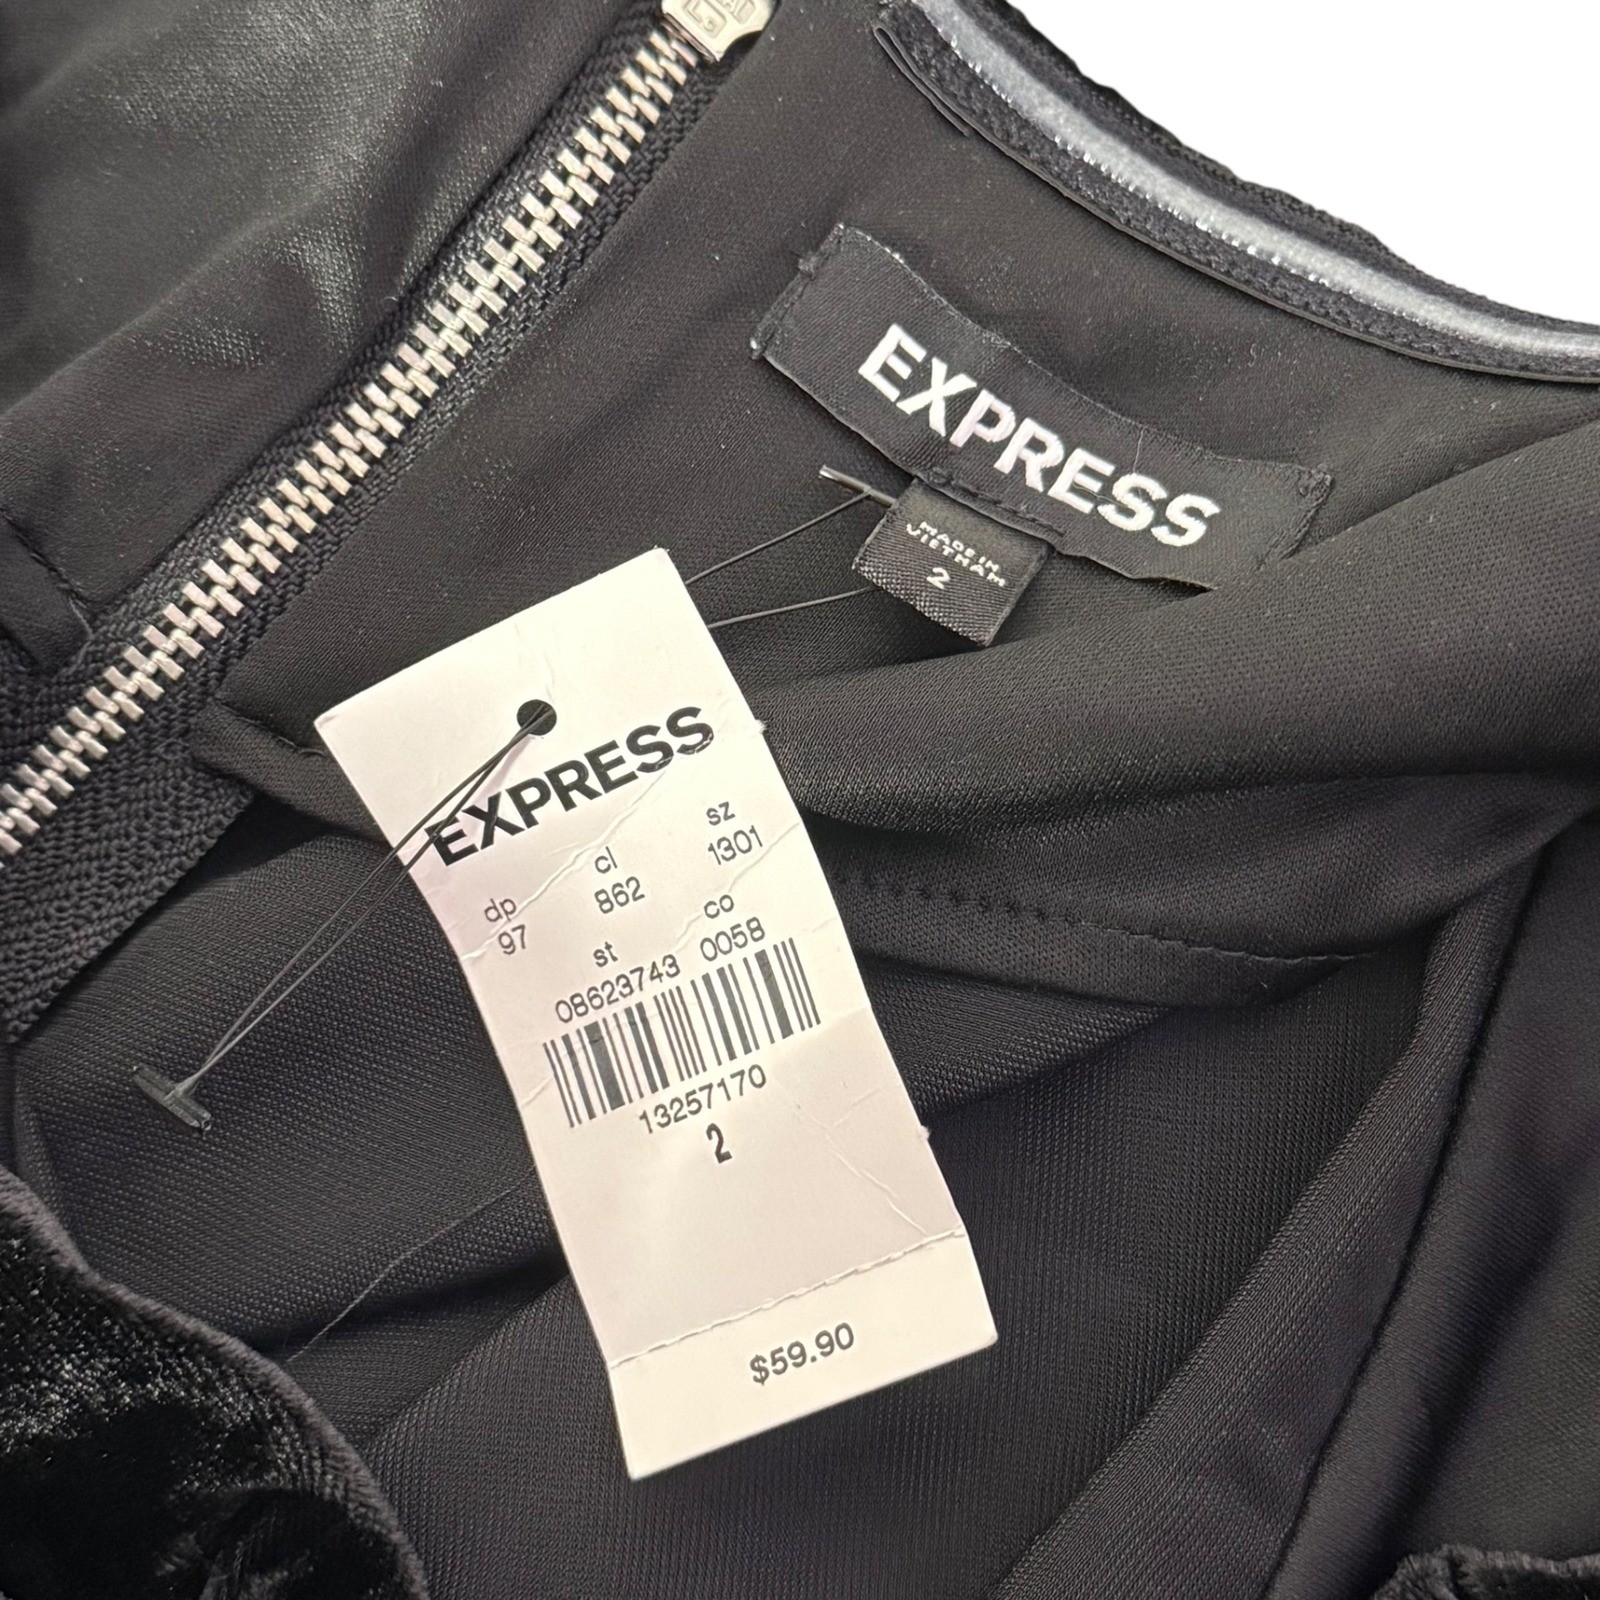 EXPRESS
MADE IN
VIETNAM
2
EXPRESS
dp cl sz
97 862 1301
st co
08623743 0058
13257170
2
$59.90